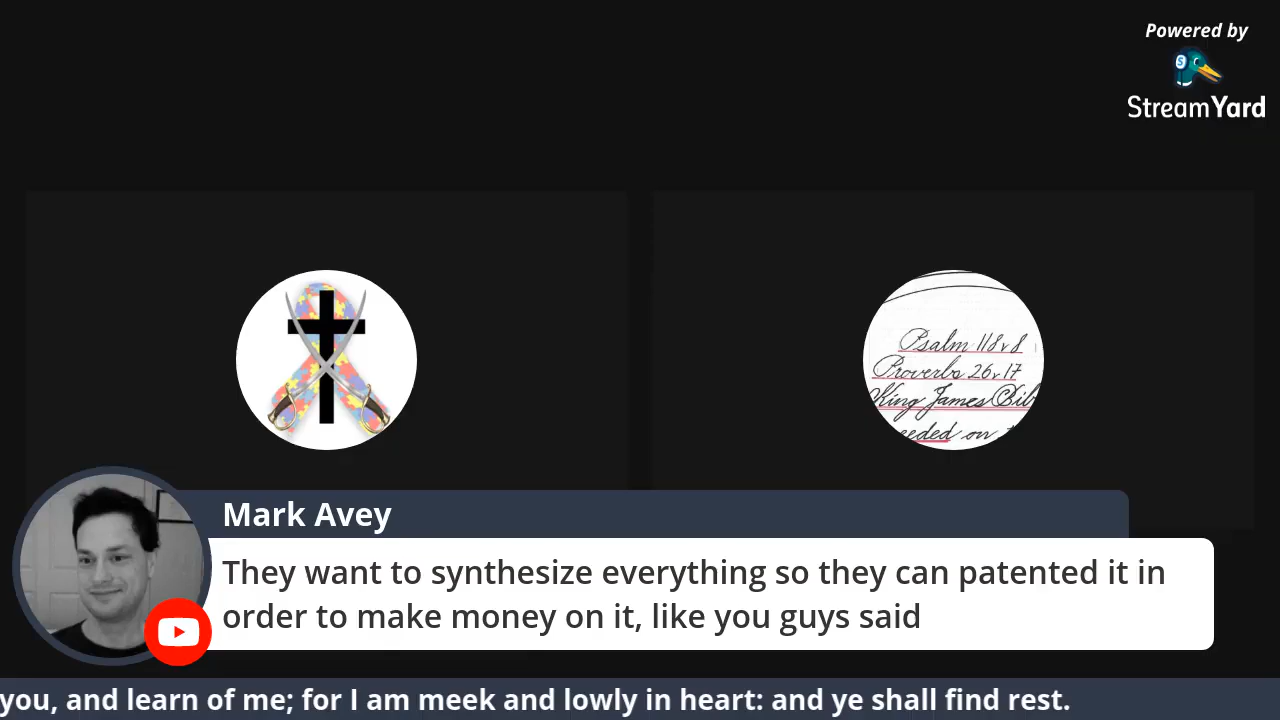 Powered by
StreamYard
Psalm 118v8
Proverbs 26v17
King James Bib
eeded on
Mark Avey
They want to synthesize everything so they can patented it in
order to make money on it, like you guys said
you, and learn of me; for I am meek and lowly in heart: and ye shall find rest.